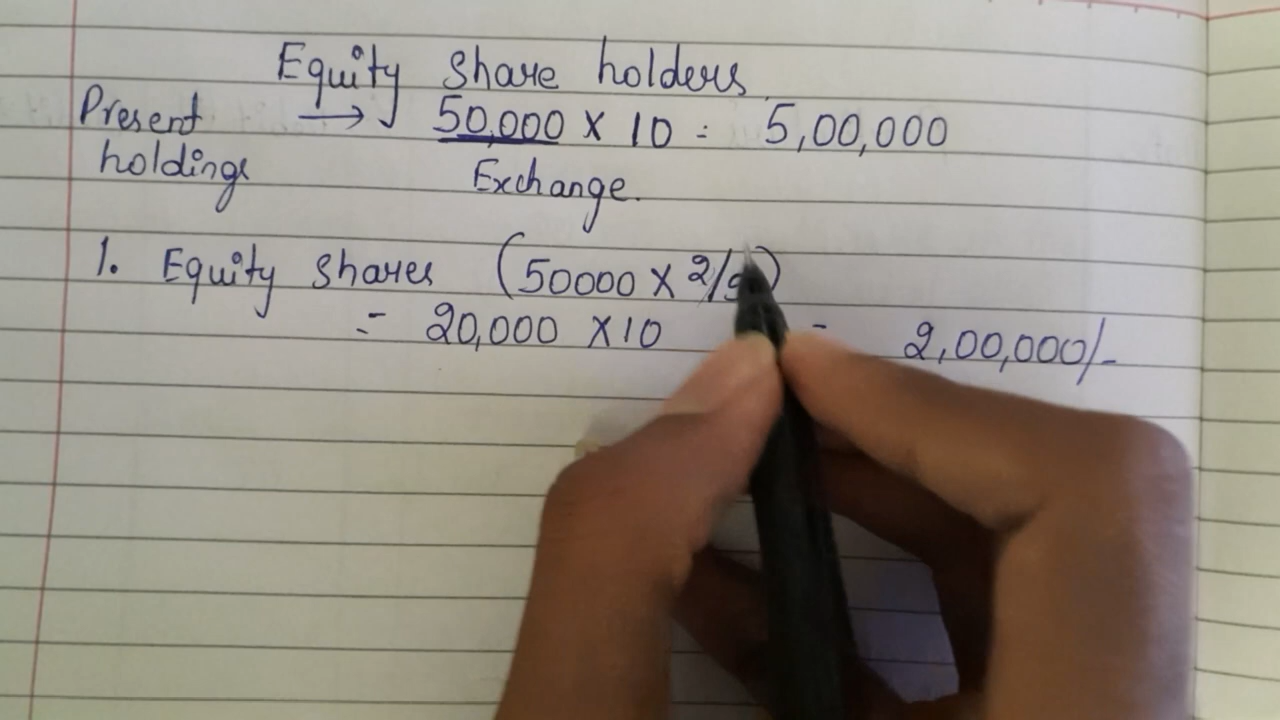 Equity Share holders
Present → 50,000 X 10 = 5,00,000
holdings Exchange.
1. Equity Shares (50000 X 2/)
= 20,000 X10 = 2,00,000/-